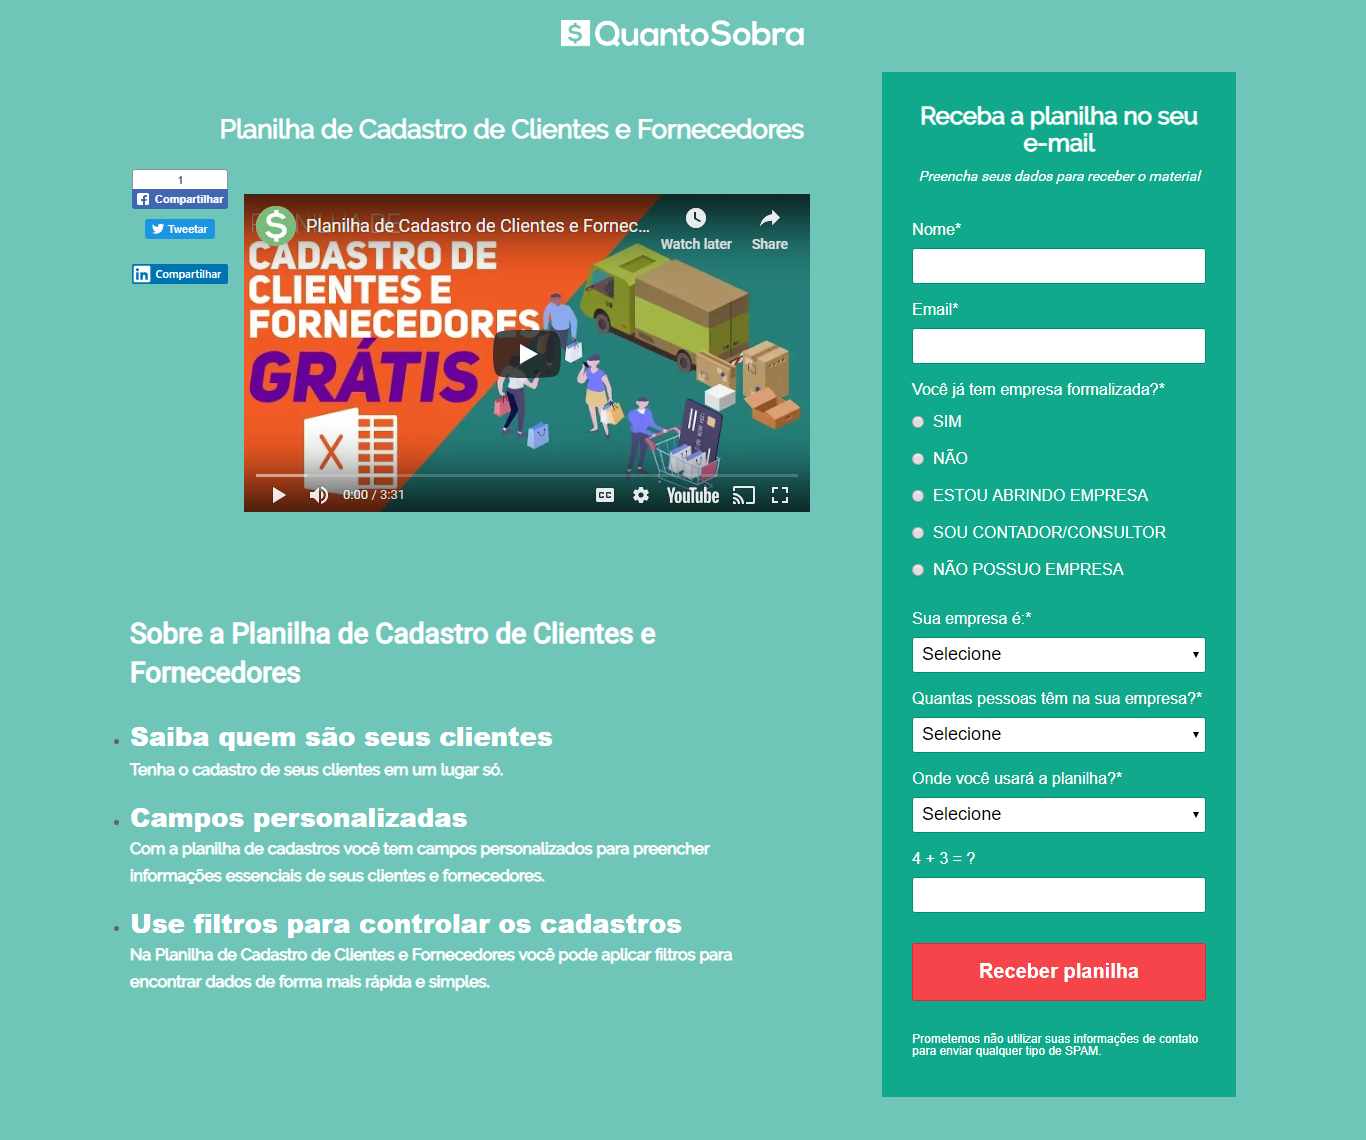 QuantoSobra
Planilha de Cadastro de Clientes e Fornecedores
1
Compartilhar
Tweetar
Compartilhar
Planilha de Cadastro de Clientes e Fornec...
Watch later
Share
CADASTRO DE
CLIENTES E
FORNECEDORES
GRÁTIS
X
0:00 / 3:31
CC
YouTube
Sobre a Planilha de Cadastro de Clientes e
Fornecedores
Saiba quem são seus clientes
Tenha o cadastro de seus clientes em um lugar só.
Campos personalizadas
Com a planilha de cadastros você tem campos personalizados para preencher
informações essenciais de seus clientes e fornecedores.
Use filtros para controlar os cadastros
Na Planilha de Cadastro de Clientes e Fornecedores você pode aplicar filtros para
encontrar dados de forma mais rápida e simples.
Receba a planilha no seu
e-mail
Preencha seus dados para receber o material
Nome*
Email*
Você já tem empresa formalizada?*
SIM
NÃO
ESTOU ABRINDO EMPRESA
SOU CONTADOR/CONSULTOR
NÃO POSSUO EMPRESA
Sua empresa é:*
Selecione
Quantas pessoas têm na sua empresa?*
Selecione
Onde você usará a planilha?*
Selecione
4 + 3 = ?
Receber planilha
Prometemos não utilizar suas informações de contato
para enviar qualquer tipo de SPAM.